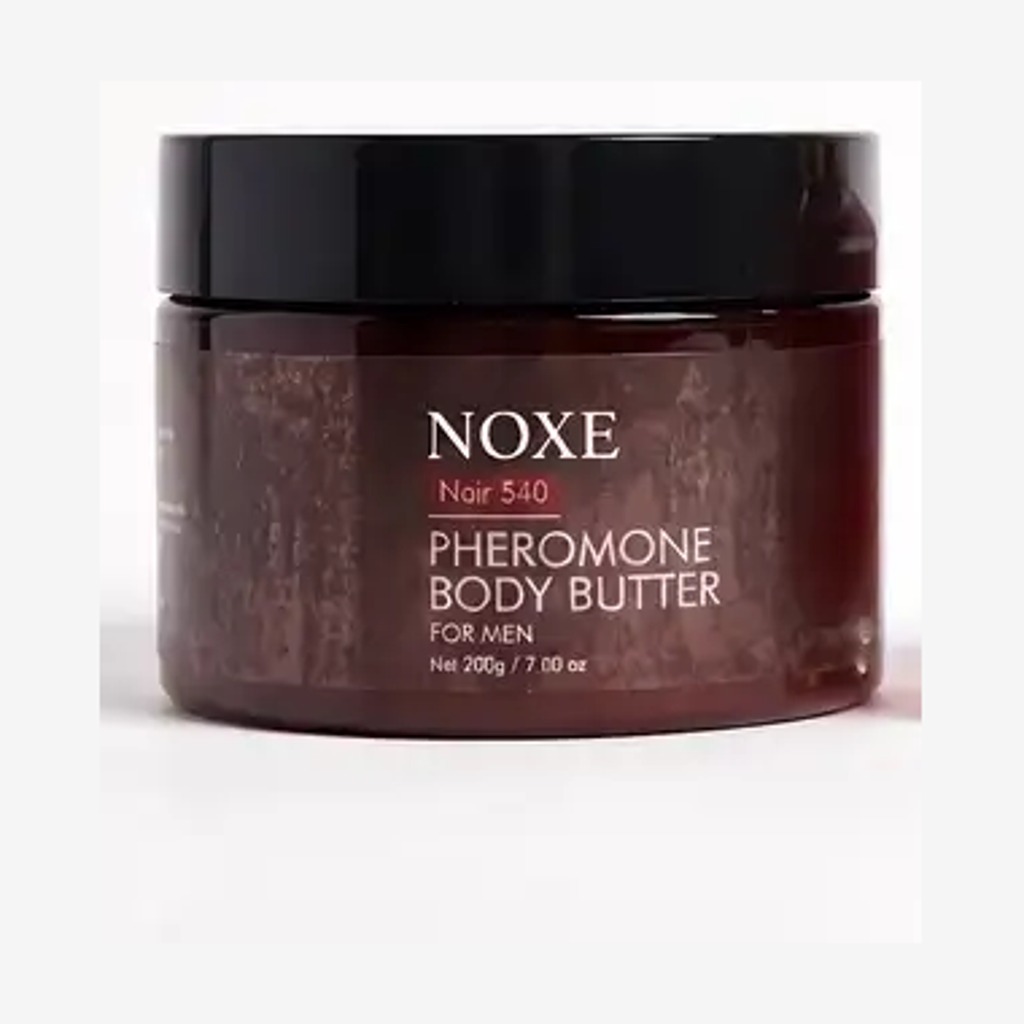 NOXE
Noir 540
PHEROMONE
BODY BUTTER
FOR MEN
Net 200g / 7.00 oz